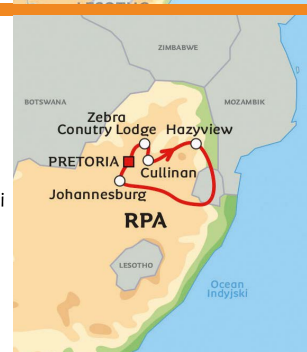 ZIMBABWE
BOTSWANA
MOZAMBIK
Zebra
Conutry Lodge
Hazyview
PRETORIA
Cullinan
i
Johannesburg
RPA
LESOTHO
Ocean
Indyjski